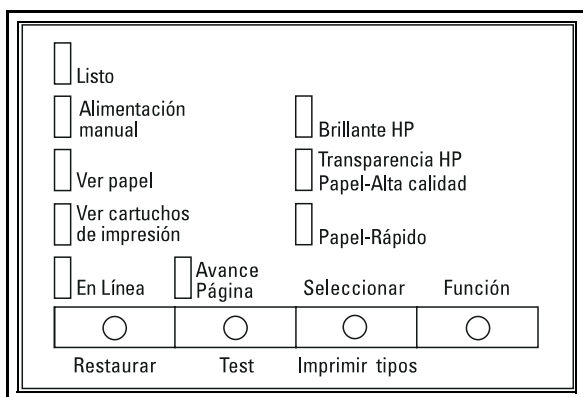 Listo
Alimentación
manual
Brillante HP
Ver papel
Transparencia HP
Papel-Alta calidad
Ver cartuchos
de impresión
Papel-Rápido
En Línea
Avance
Página
Seleccionar
Función
Restaurar
Test
Imprimir tipos